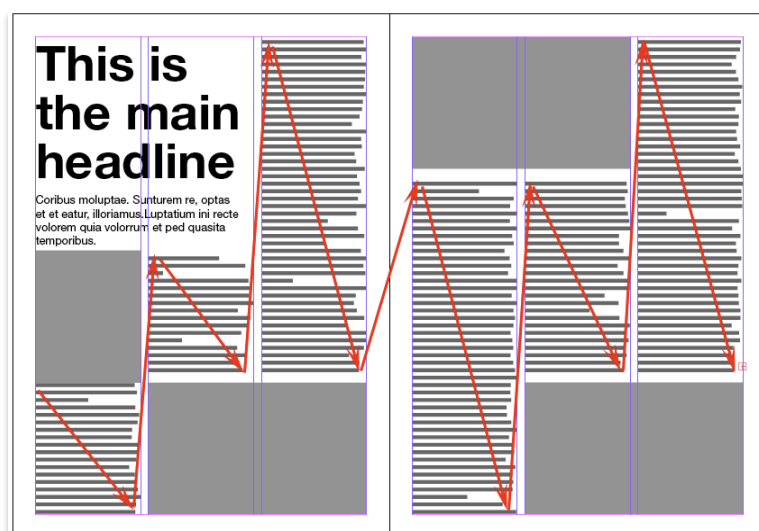 This is
the main
headline
Coribus moluptae. Sunturem re, optas
et et eatur, illoriamus.Luptatium ini recte
volorem quia volorrum et ped quasita
temporibus.